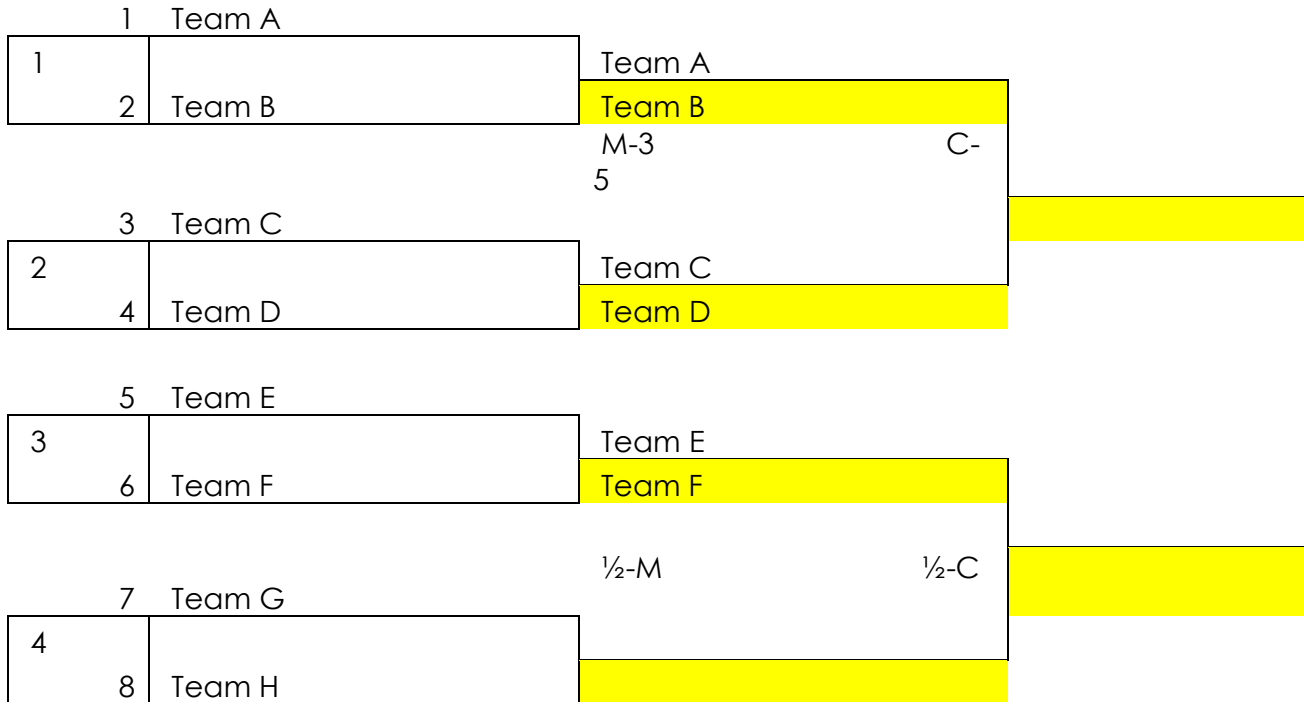 1 Team A
1 Team A
2 Team B Team B
M-3 C-
5
3 Team C
2 Team C
4 Team D Team D
5 Team E
3 Team E
6 Team F Team F
½-M ½-C
7 Team G
4
8 Team H